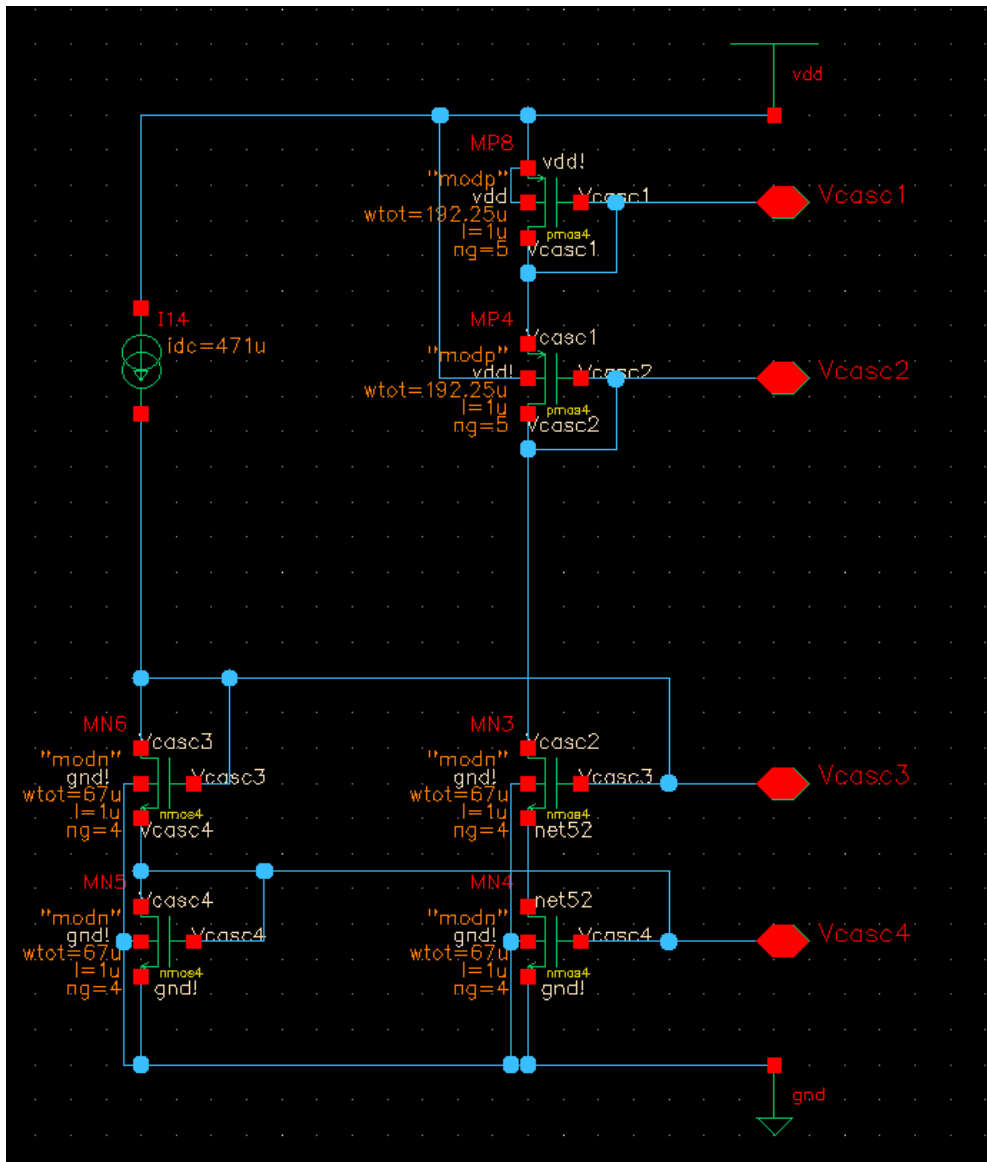 vdd
MP8
vdd!
"modp"
vdd
Vcasc1
Vcasc1
wtot=192.25u
l=1u
pmos4
ng=5
Vcasc1
I14
idc=471u
MP4
Vcasc1
"modp"
vdd!
Vcasc2
Vcasc2
wtot=192.25u
l=1u
pmos4
ng=5
Vcasc2
MN6
Vcasc3
"modn"
gnd!
Vcasc3
wtot=67u
l=1u
nmos4
ng=4
Vcasc4
MN3
Vcasc2
"modn"
gnd!
Vcasc3
Vcasc3
wtot=67u
l=1u
nmos4
ng=4
net52
MN5
Vcasc4
"modn"
gnd!
Vcasc4
wtot=67u
l=1u
nmos4
ng=4
gnd!
MN4
net52
"modn"
gnd!
Vcasc4
Vcasc4
wtot=67u
l=1u
nmos4
ng=4
gnd!
gnd